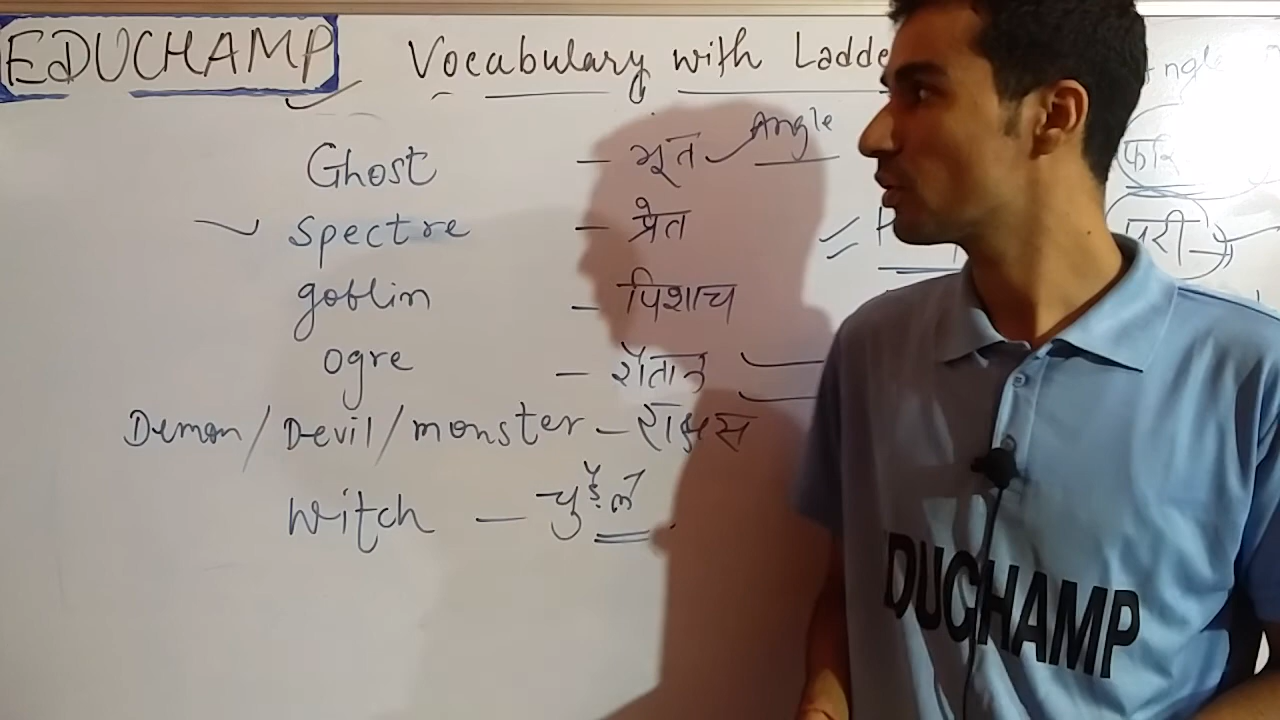 EDUCHAMP Vocabulary with Ladde
Angle
Ghost - भूत
Spectre - प्रेत
goblin - पिशाच
परी
Ogre - शैतान
Demon/Devil/monster - राक्षस
Witch - चुड़ैल
DUCHAMP